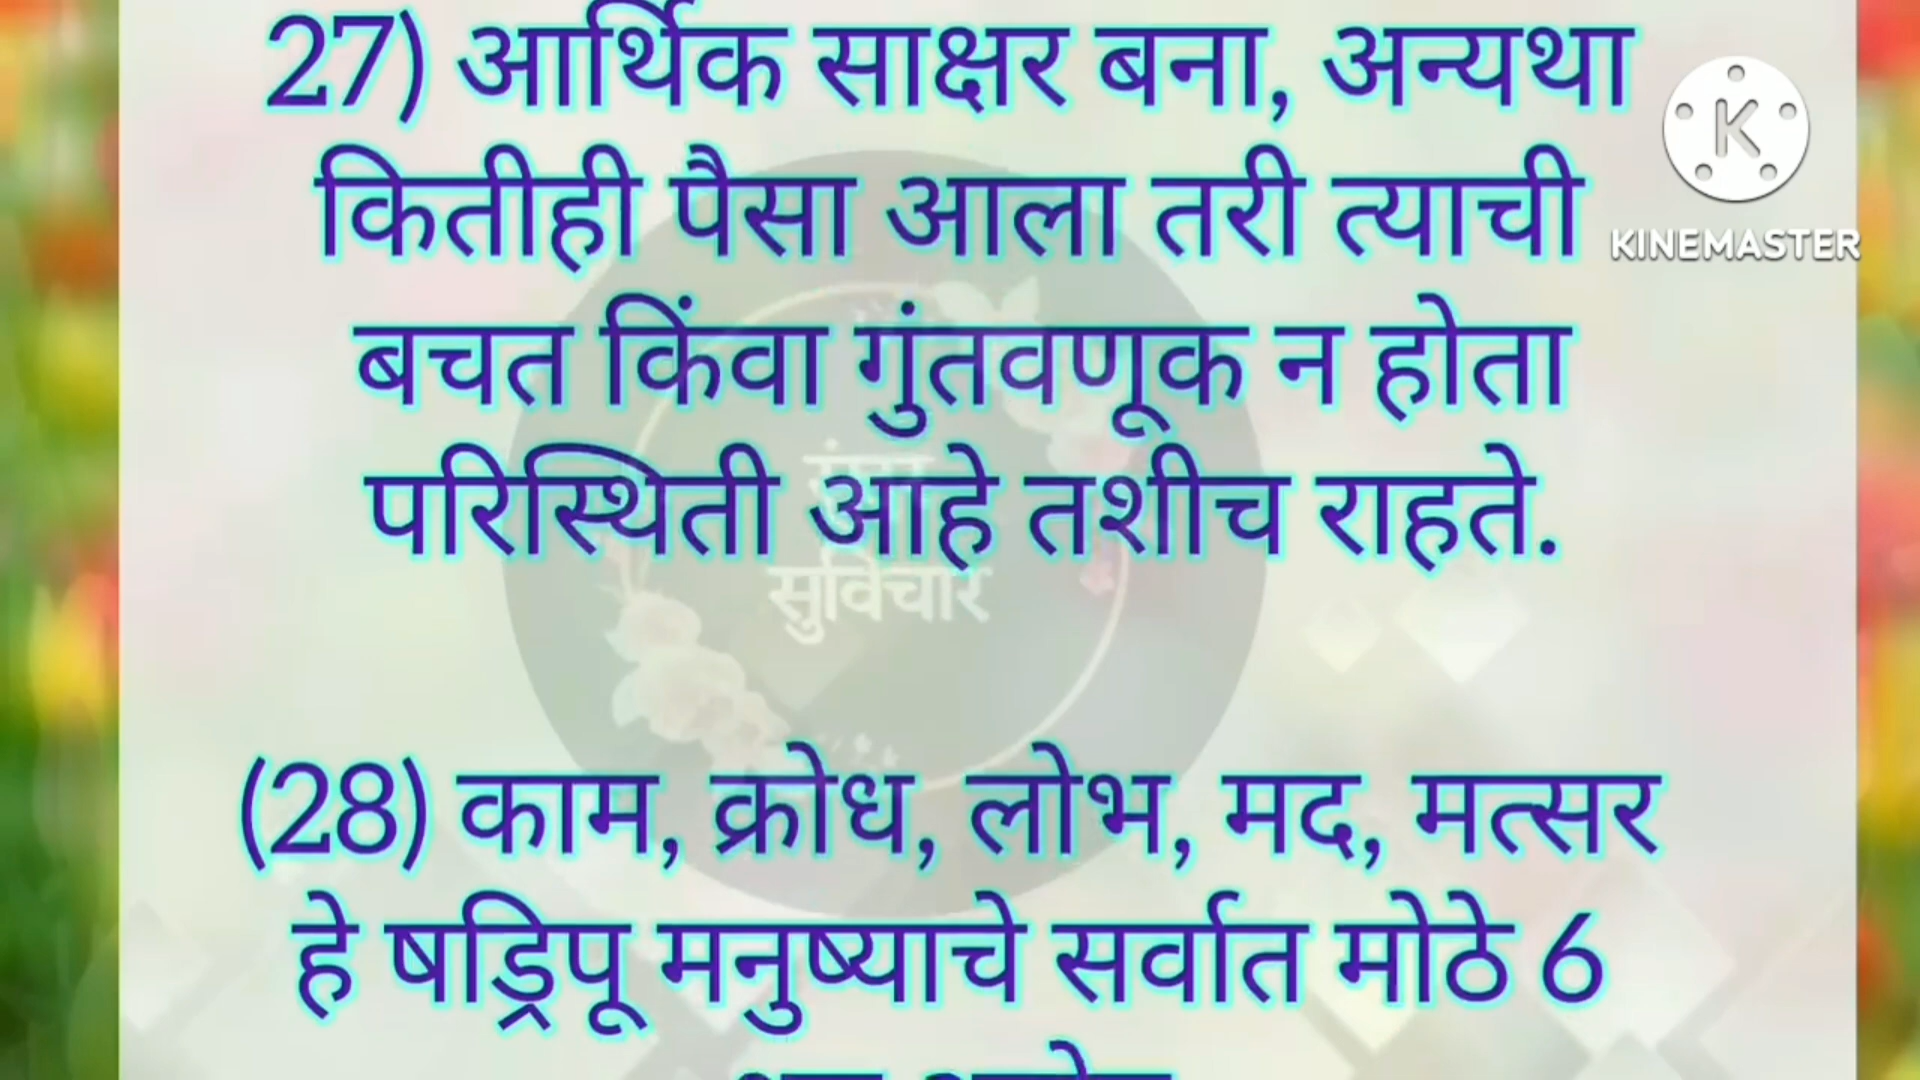 27) आर्थिक साक्षर बना, अन्यथा
कितीही पैसा आला तरी त्याची
बचत किंवा गुंतवणूक न होता
परिस्थिती आहे तशीच राहते.
(28) काम, क्रोध, लोभ, मद, मत्सर
हे षड्रिपू मनुष्याचे सर्वात मोठे 6
K
KINEMASTER
सुविचार